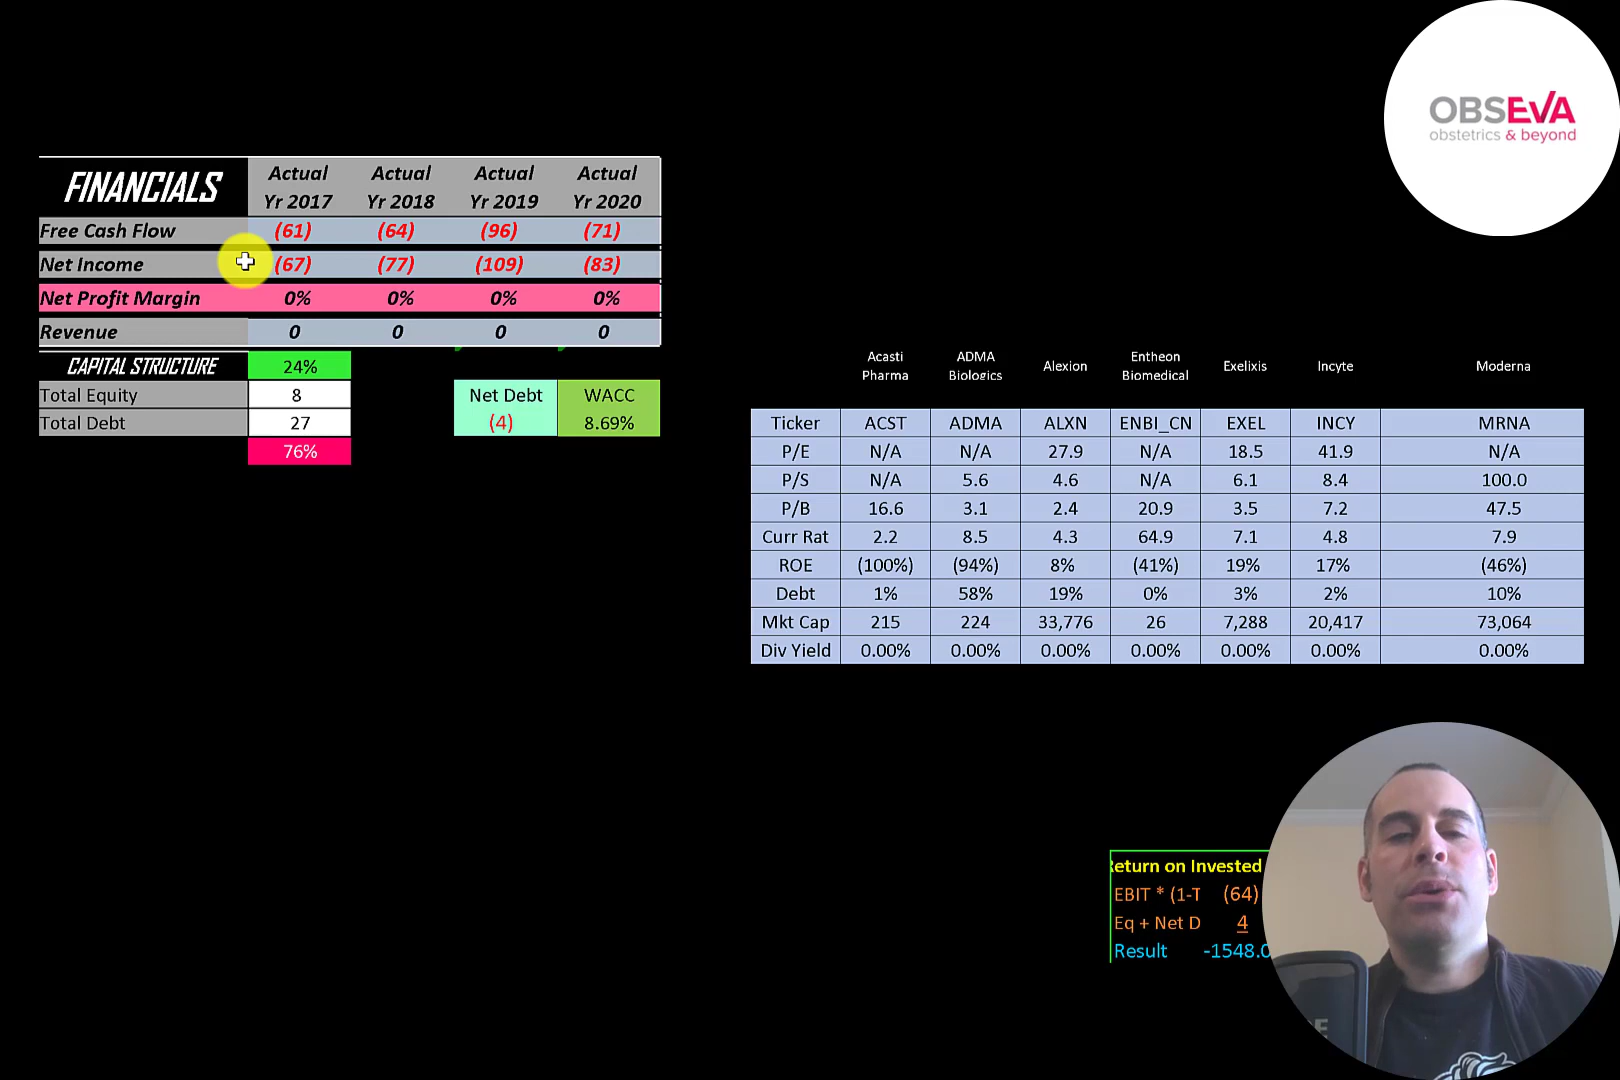 OBSEVA
obstetrics & beyond
FINANCIALS Actual Yr 2017 Actual Yr 2018 Actual Yr 2019 Actual Yr 2020
Free Cash Flow (61) (64) (96) (71)
Net Income (67) (77) (109) (83)
Net Profit Margin 0% 0% 0% 0%
Revenue 0 0 0 0
CAPITAL STRUCTURE 24%
Total Equity 8 Net Debt WACC
Total Debt 27 (4) 8.69%
76%
Acasti Pharma ADMA Biologics Alexion Entheon Biomedical Exelixis Incyte Moderna
Ticker ACST ADMA ALXN ENBI_CN EXEL INCY MRNA
P/E N/A N/A 27.9 N/A 18.5 41.9 N/A
P/S N/A 5.6 4.6 N/A 6.1 8.4 100.0
P/B 16.6 3.1 2.4 20.9 3.5 7.2 47.5
Curr Rat 2.2 8.5 4.3 64.9 7.1 4.8 7.9
ROE (100%) (94%) 8% (41%) 19% 17% (46%)
Debt 1% 58% 19% 0% 3% 2% 10%
Mkt Cap 215 224 33,776 26 7,288 20,417 73,064
Div Yield 0.00% 0.00% 0.00% 0.00% 0.00% 0.00% 0.00%
eturn on Invested
EBIT * (1-T (64)
Eq + Net D 4
Result -1548.0